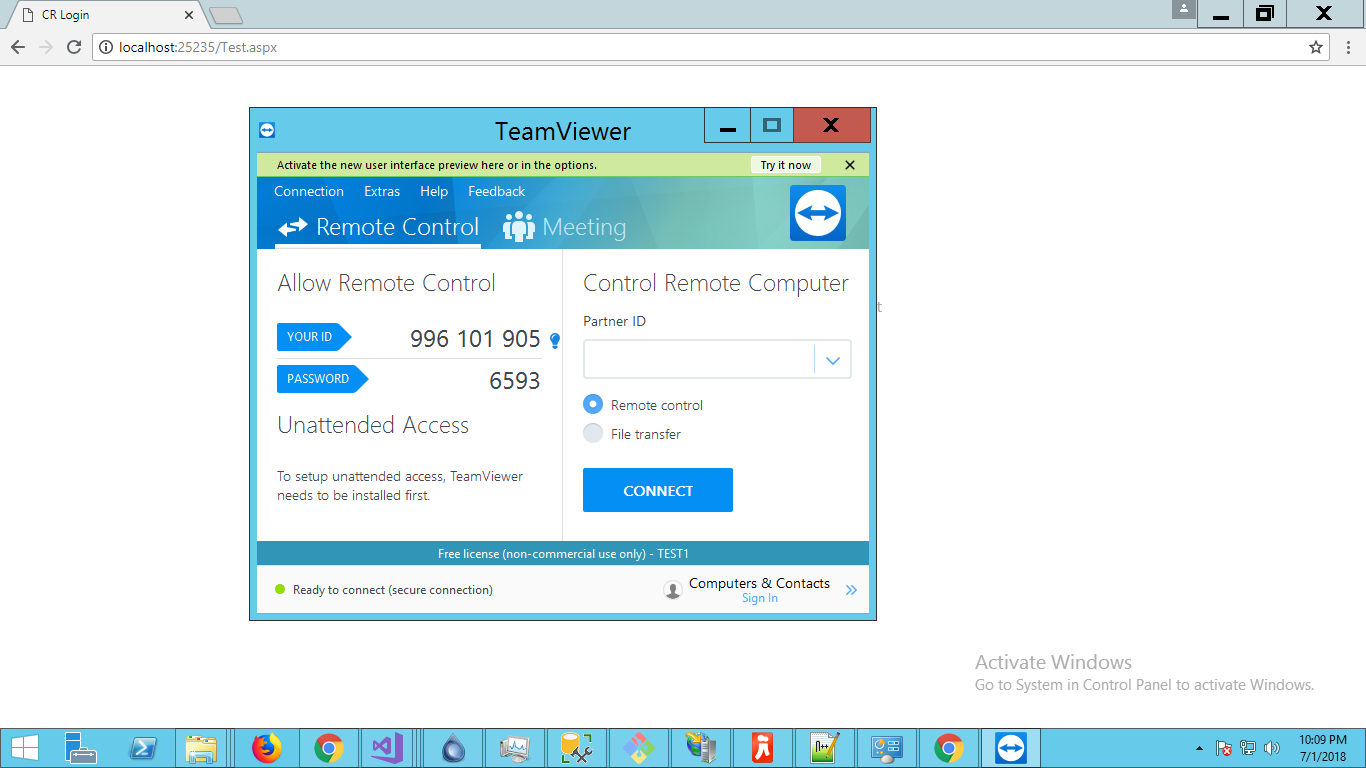 CR Login
localhost:25235/Test.aspx
TeamViewer
Activate the new user interface preview here or in the options.
Try it now
Connection Extras Help Feedback
Remote Control Meeting
Allow Remote Control
YOUR ID 996 101 905
PASSWORD 6593
Unattended Access
To setup unattended access, TeamViewer
needs to be installed first.
Control Remote Computer
Partner ID
Remote control
File transfer
CONNECT
t
Free license (non-commercial use only) - TEST1
Ready to connect (secure connection)
Computers & Contacts
Sign In
Activate Windows
Go to System in Control Panel to activate Windows.
10:09 PM
7/1/2018